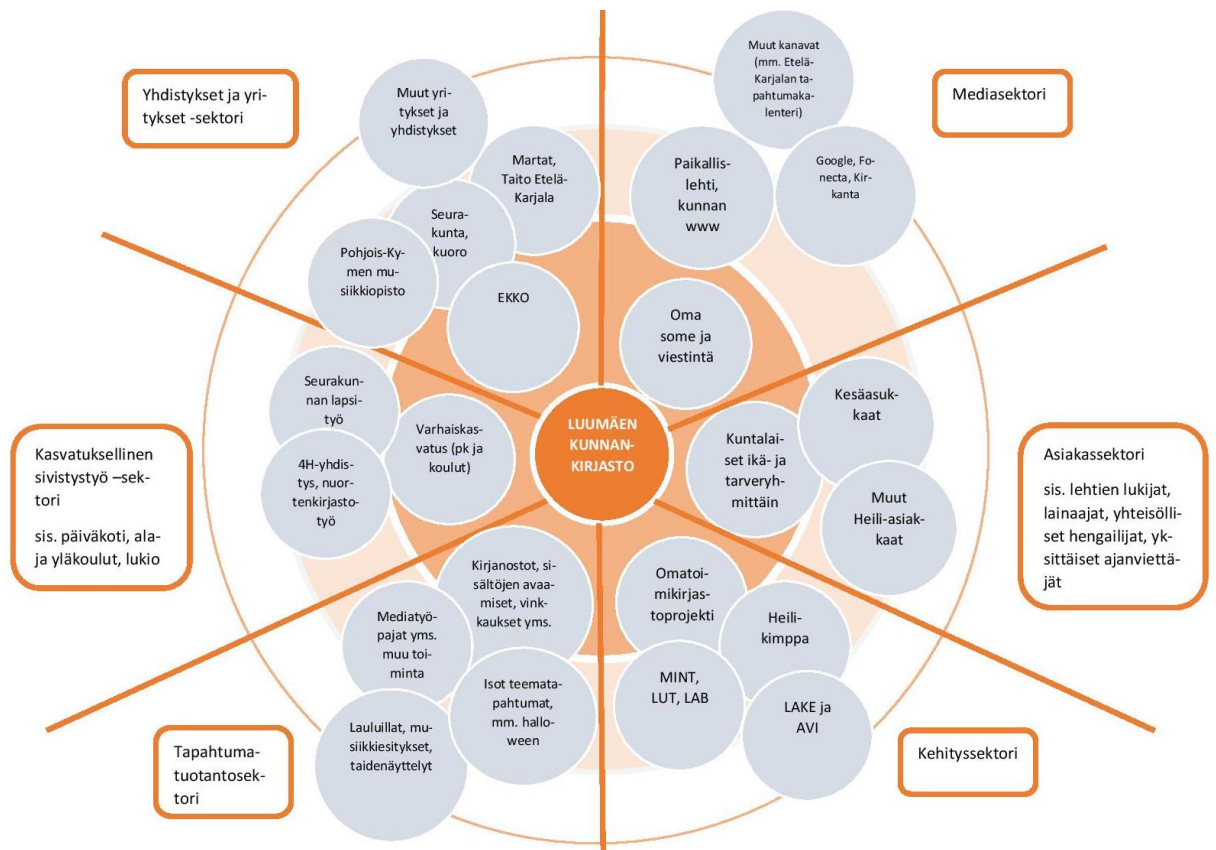 Yhdistykset ja yri-
tykset -sektori
Muut yri-
tykset ja
yhdistykset
Martat,
Taito Etelä-
Karjala
Seura-
kunta,
kuoro
Pohjois-Ky-
men mu-
siikkiopisto
EKKO
Muut kanavat
(mm. Etelä-
Karjalan ta-
pahtumaka-
lenteri)
Mediasektori
Paikallis-
lehti,
kunnan
www
Google, Fo-
necta, Kir-
kanta
Oma
some ja
viestintä
LUUMÄEN
KUNNAN-
KIRJASTO
Kasvatuksellinen
sivistystyö –sek-
tori
sis. päiväkoti, ala-
ja yläkoulut, lukio
Seurakun-
nan lapsi-
työ
4H-yhdis-
tys, nuor-
tenkirjasto-
työ
Varhaiskas-
vatus (pk ja
koulut)
Kuntalai-
set ikä- ja
tarveryh-
mittäin
Kesäasuk-
kaat
Muut
Heili-asiak-
kaat
Asiakassektori
sis. lehtien lukijat,
lainaajat, yhteisölli-
set hengailijat, yk-
sittäiset ajanviettä-
jät
Kirjanostot, si-
sältöjen avaa-
miset, vink-
kaukset yms.
Mediatyö-
pajat yms.
muu toi-
minta
Isot teemata-
pahtumat,
mm. hallo-
ween
Lauluillat, mu-
siikkiesitykset,
taidenäyttelyt
Tapahtuma-
tuotantosek-
tori
Omatoi-
mikirjas-
toprojekti
Heili-
kimppa
MINT,
LUT, LAB
LAKE ja
AVI
Kehityssektori